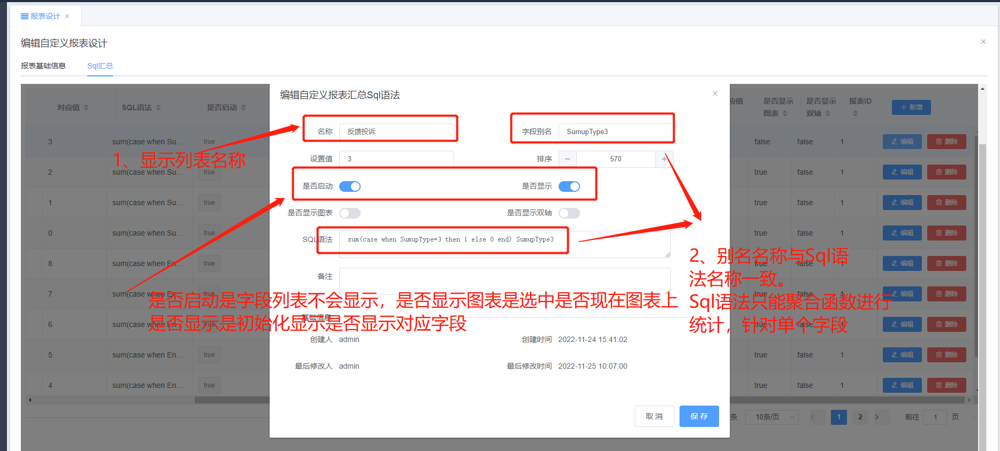 报表设计
编辑自定义报表设计
报表基础信息 Sql汇总
对应值 SQL语法 是否启动
应值 是否显示图表 是否显示双轴 报表ID 新增
编辑自定义报表汇总Sql语法
名称 反馈投诉 字段别名 SumupType3
设置值 3 排序 570
是否启动 是否显示
是否显示图表 是否显示双轴
SQL语法 sum(case when SumupType=3 then 1 else 0 end) SumupType3
备注
基础信息
创建人 admin 创建时间 2022-11-24 15:41:02
最后修改人 admin 最后修改时间 2022-11-25 10:07:00
取 消 保 存
3 sum(case when Su... true false false 1 编辑 删除
2 sum(case when Su... true true false 1 编辑 删除
1 sum(case when Su... true true false 1 编辑 删除
0 sum(case when Su... true true false 1 编辑 删除
8 sum(case when En... true true false 1 编辑 删除
7 sum(case when En... true true false 1 编辑 删除
6 sum(case when En... true true false 1 编辑 删除
5 sum(case when En... true true false 1 编辑 删除
4 sum(case when En... true true false 1 编辑 删除
条 10条/页 1 2 前往 1 页
1、显示列表名称
2、别名名称与Sql语
法名称一致。
Sql语法只能聚合函数进行
统计，针对单个字段
是否启动是字段列表不会显示，是否显示图表是选中是否现在图表上
是否显示是初始化显示是否显示对应字段